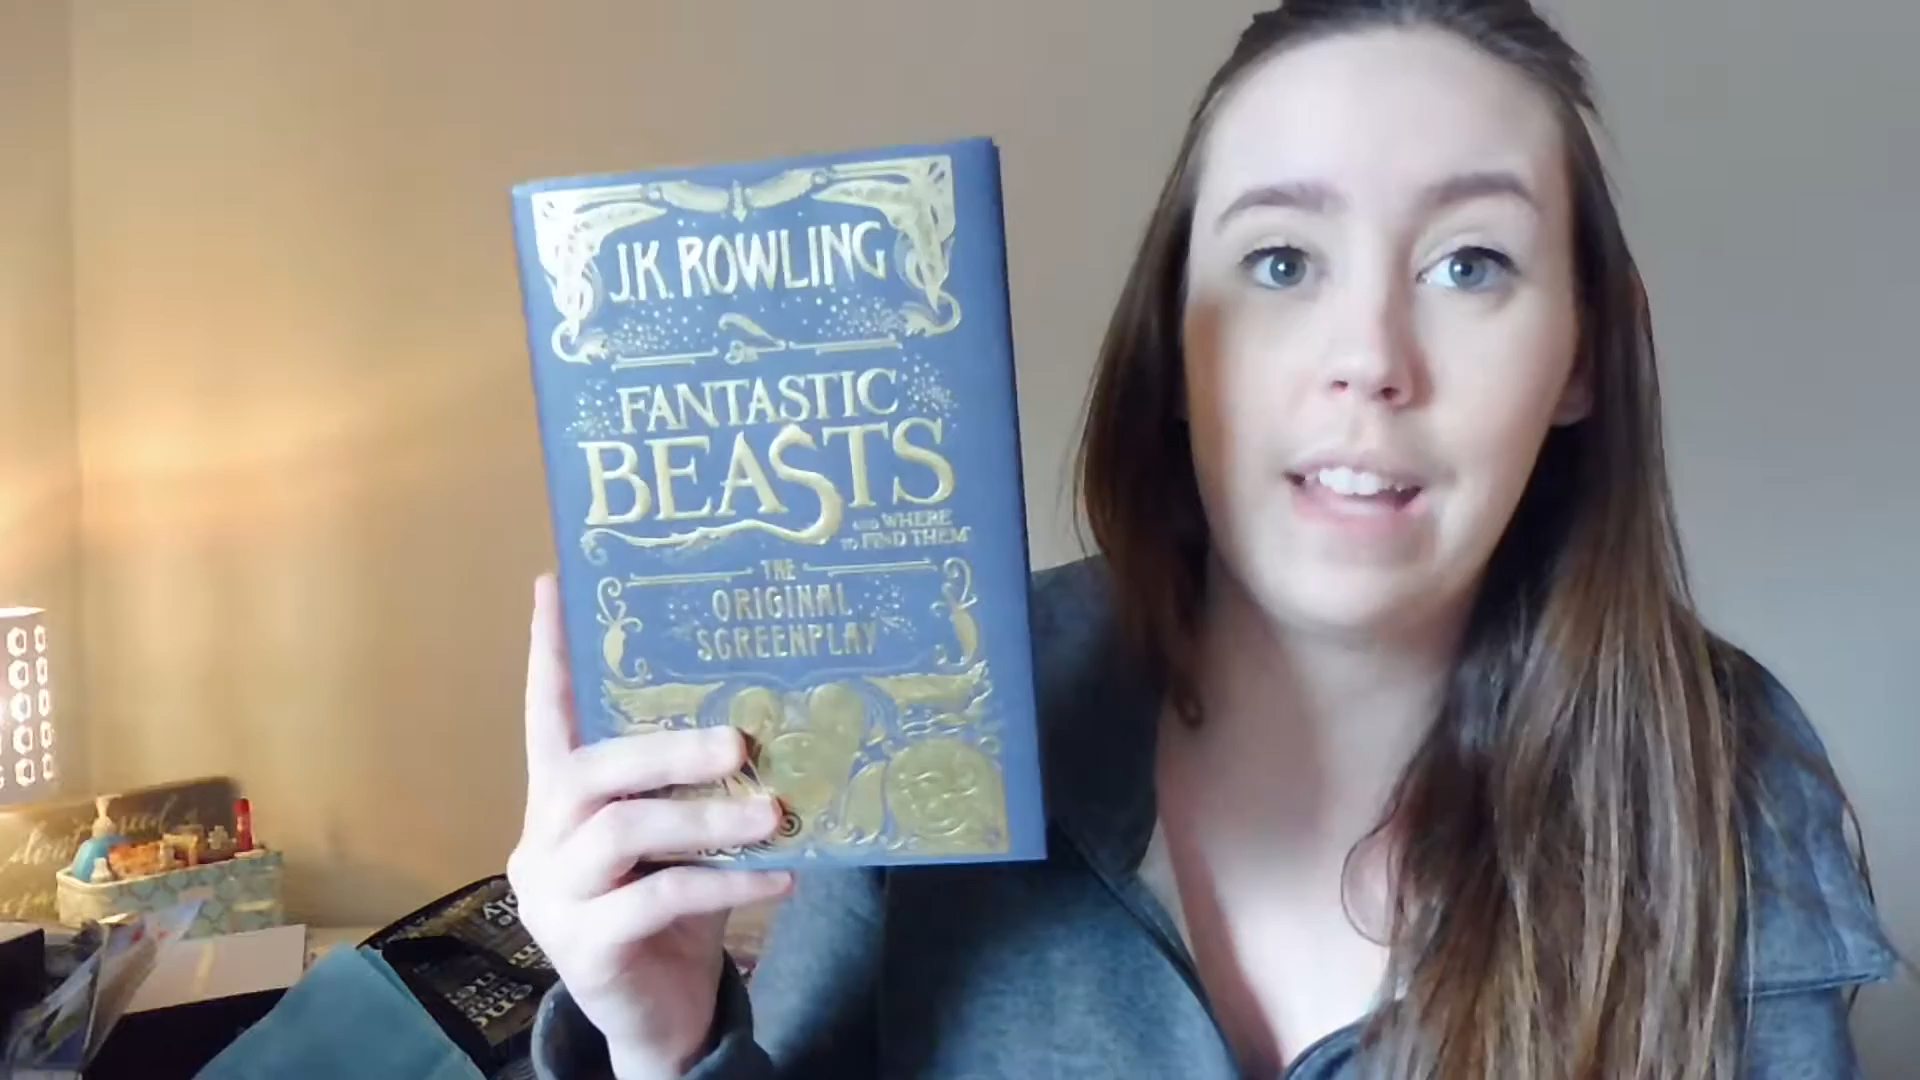 J.K. ROWLING
FANTASTIC
BEASTS
AND WHERE
TO FIND THEM
THE
ORIGINAL
SCREENPLAY